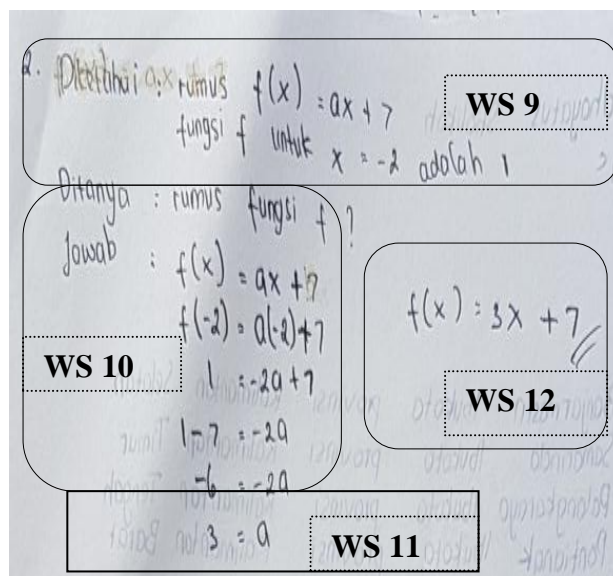 2. Diketahui : rumus f(x) = ax + 7
fungsi f untuk x = -2 adalah 1
WS 9
Ditanya : rumus fungsi f ?
Jawab : f(x) = ax + 7
f(-2) = a(-2) + 7
1 = -2a + 7
1 - 7 = -2a
-6 = -2a
3 = a
WS 10
WS 11
f(x) = 3x + 7
WS 12